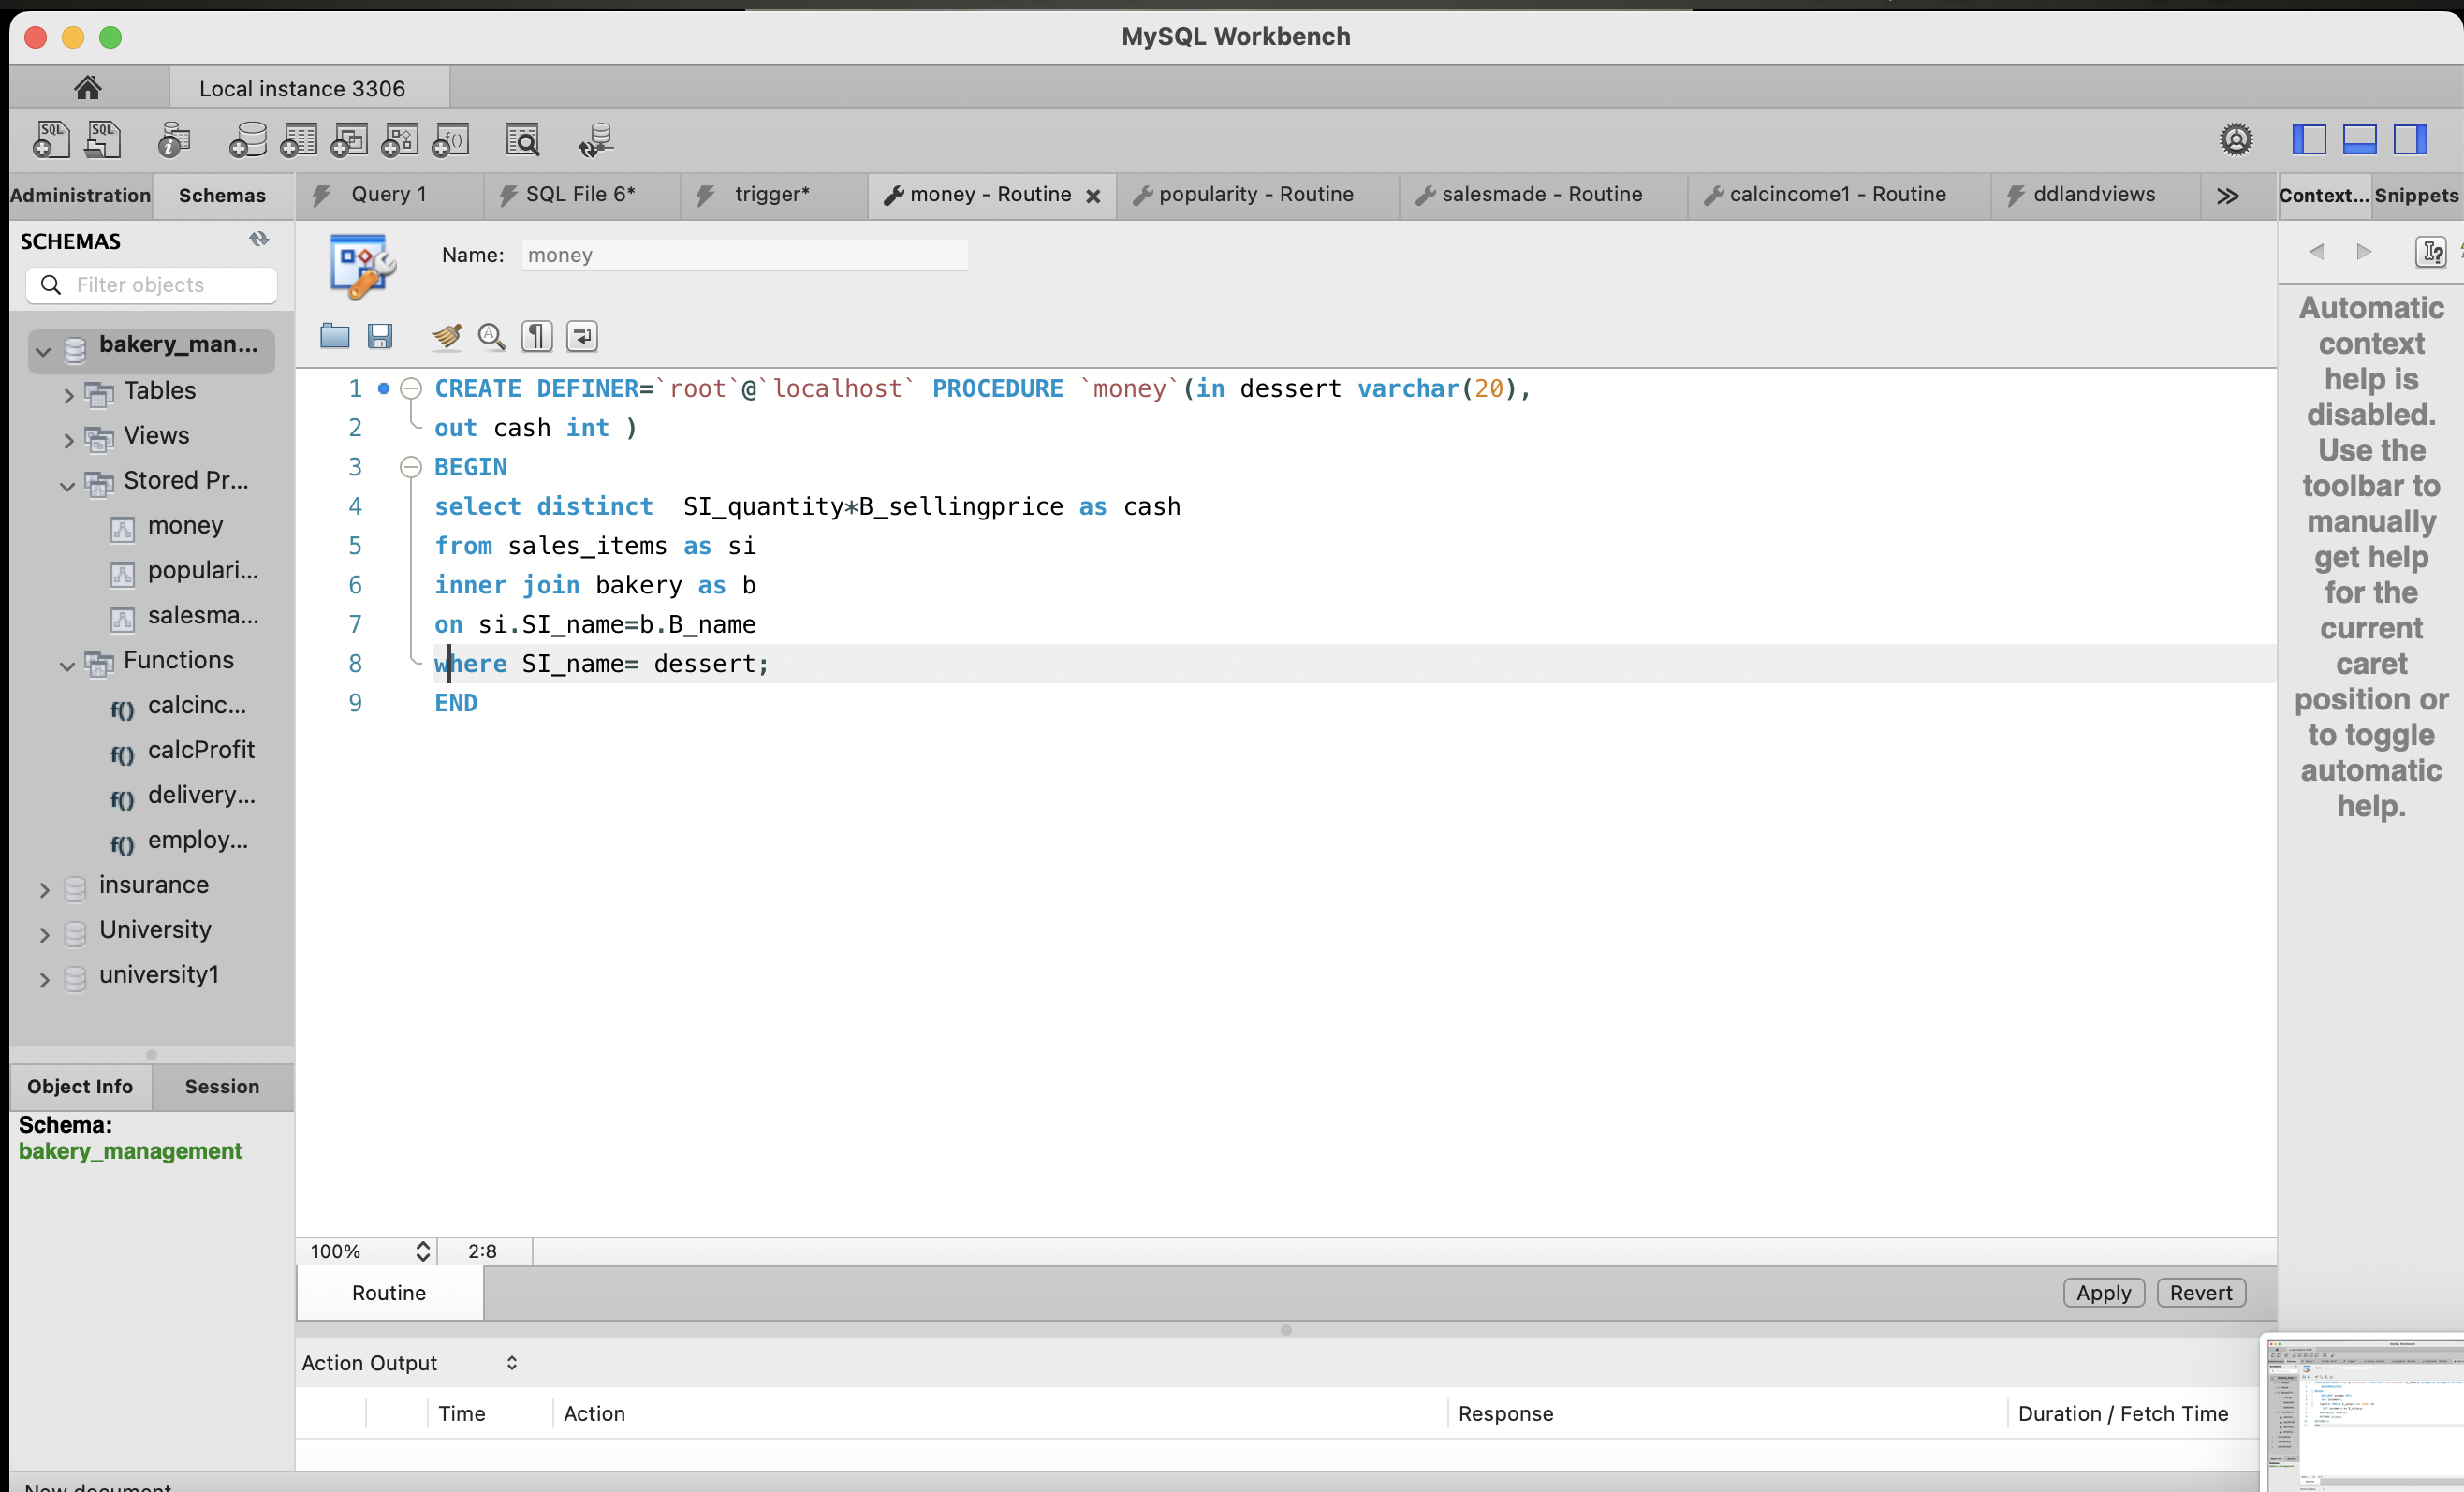 MySQL Workbench
Local instance 3306
Administration Schemas
Query 1 SQL File 6* trigger* money - Routine popularity - Routine salesmade - Routine calcincome1 - Routine ddlandviews
Context... Snippets
SCHEMAS
Filter objects
bakery_man...
Tables
Views
Stored Pr...
money
populari...
salesma...
Functions
calcinc...
calcProfit
delivery...
employ...
insurance
University
university1
Object Info Session
Schema:
bakery_management
Name: money
1 CREATE DEFINER=`root`@`localhost` PROCEDURE `money`(in dessert varchar(20),
2 out cash int )
3 BEGIN
4 select distinct  SI_quantity*B_sellingprice as cash
5 from sales_items as si
6 inner join bakery as b
7 on si.SI_name=b.B_name
8 where SI_name= dessert;
9 END
100% 2:8
Routine
Apply Revert
Action Output
Time Action Response Duration / Fetch Time
Automatic
context
help is
disabled.
Use the
toolbar to
manually
get help
for the
current
caret
position or
to toggle
automatic
help.
New document